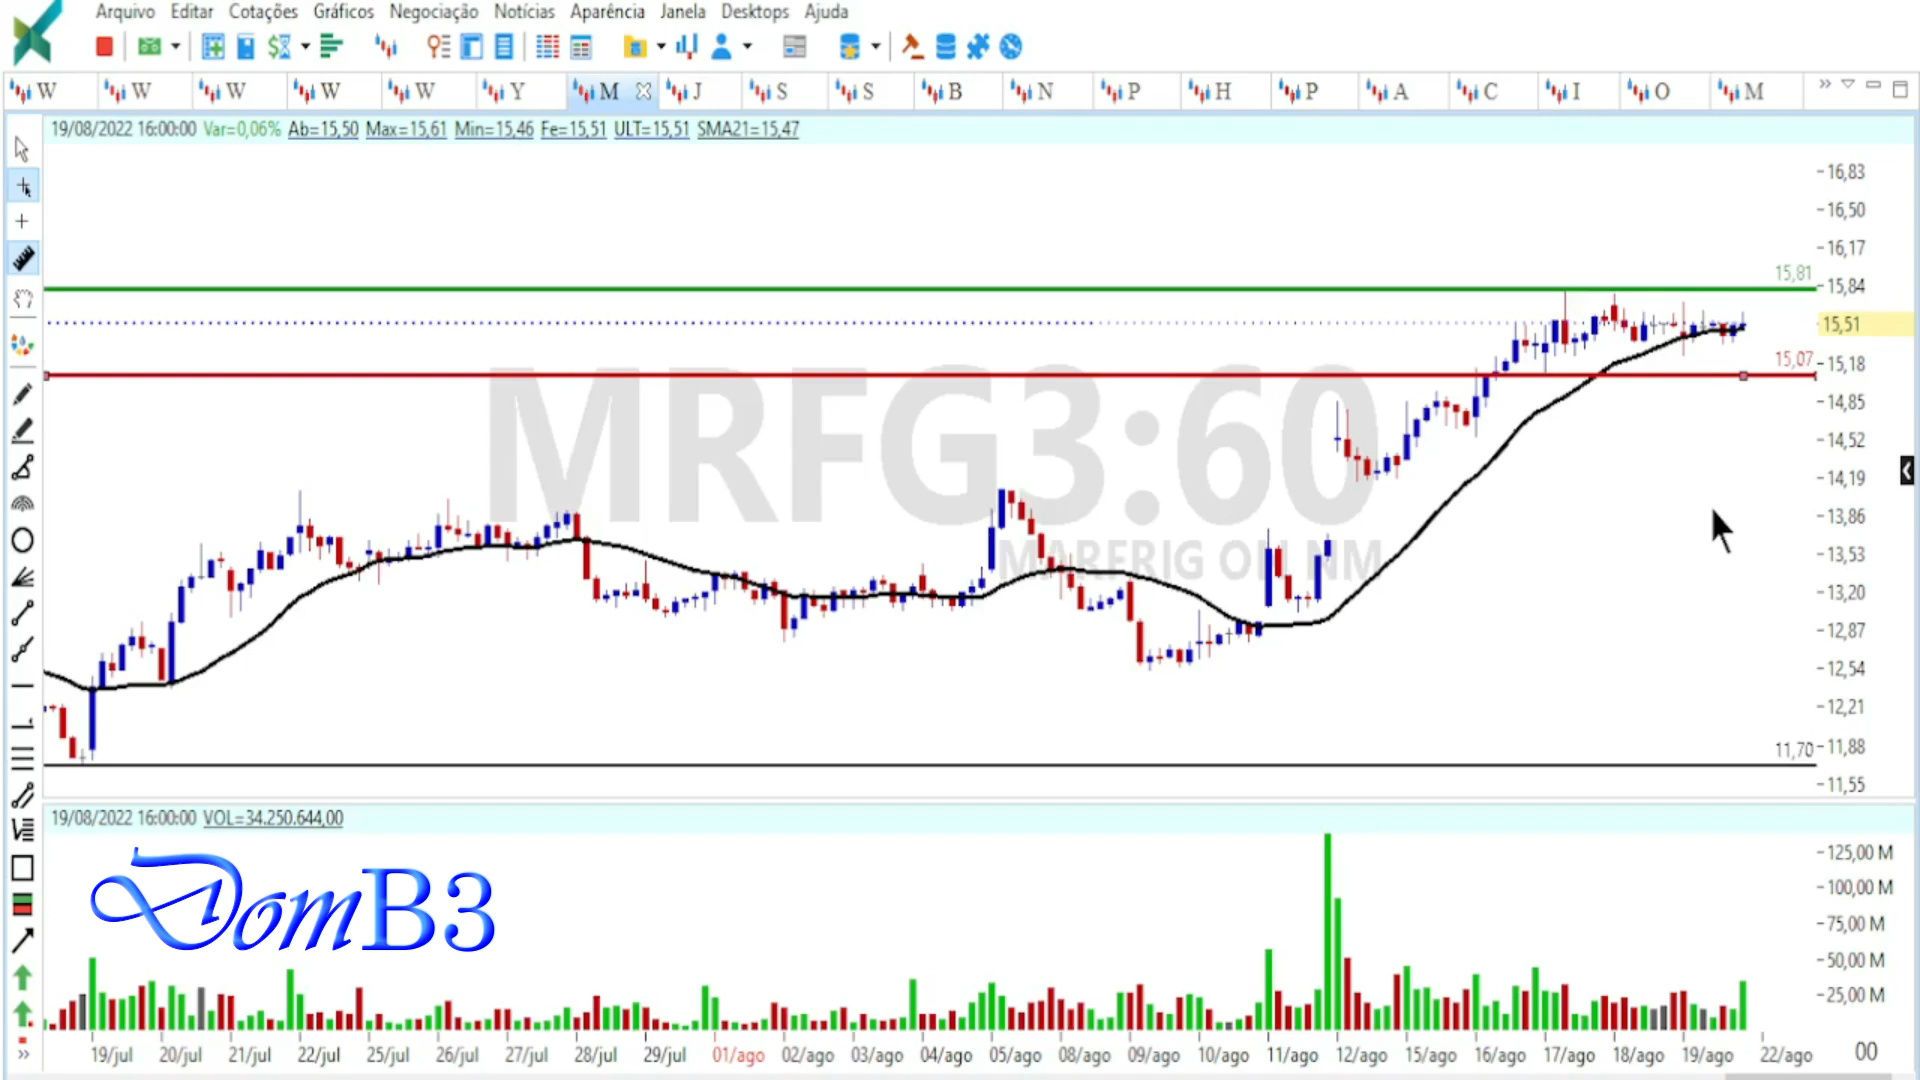 Arquivo Editar Cotações Gráficos Negociação Notícias Aparência Janela Desktops Ajuda
W W W W W Y M J S S B N P H P A C I O M
19/08/2022 16:00:00 Var=0,06% Ab=15,50 Max=15,61 Min=15,46 Fe=15,51 ULT=15,51 SMA21=15,47
16,83
16,50
16,17
15,81
15,84
15,51
15,07
15,18
14,85
14,52
14,19
13,86
13,53
13,20
12,87
12,54
12,21
11,70
11,88
11,55
MRFG3:60
MARFRIG ON NM
19/08/2022 16:00:00 VOL=34.250.644,00
DomB3
125,00 M
100,00 M
75,00 M
50,00 M
25,00 M
19/jul 20/jul 21/jul 22/jul 25/jul 26/jul 27/jul 28/jul 29/jul 01/ago 02/ago 03/ago 04/ago 05/ago 08/ago 09/ago 10/ago 11/ago 12/ago 15/ago 16/ago 17/ago 18/ago 19/ago 22/ago 00